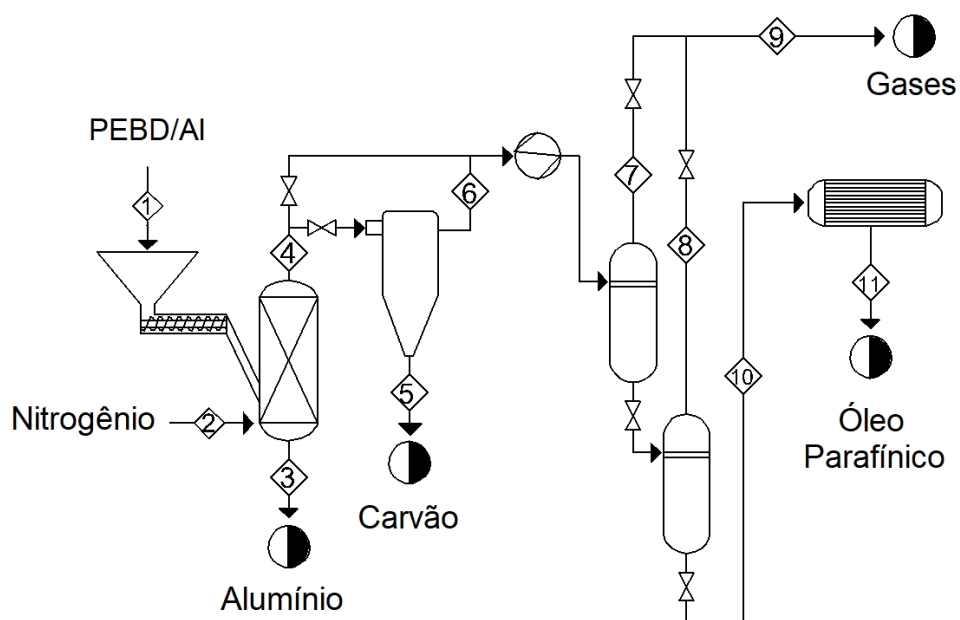 9
Gases
PEBD/Al
1
4
6
7
8
11
Nitrogênio
2
3
5
10
Óleo
Parafínico
Carvão
Alumínio